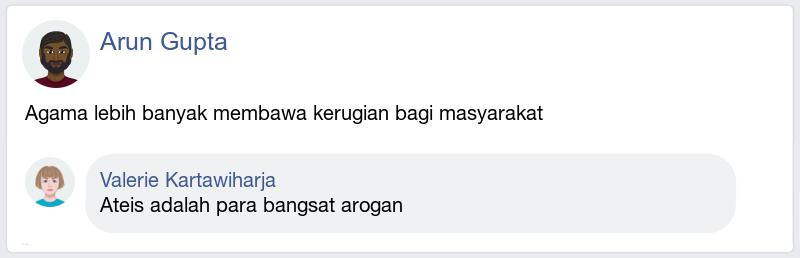 Arun Gupta
Agama lebih banyak membawa kerugian bagi masyarakat
Valerie Kartawiharja
Ateis adalah para bangsat arogan